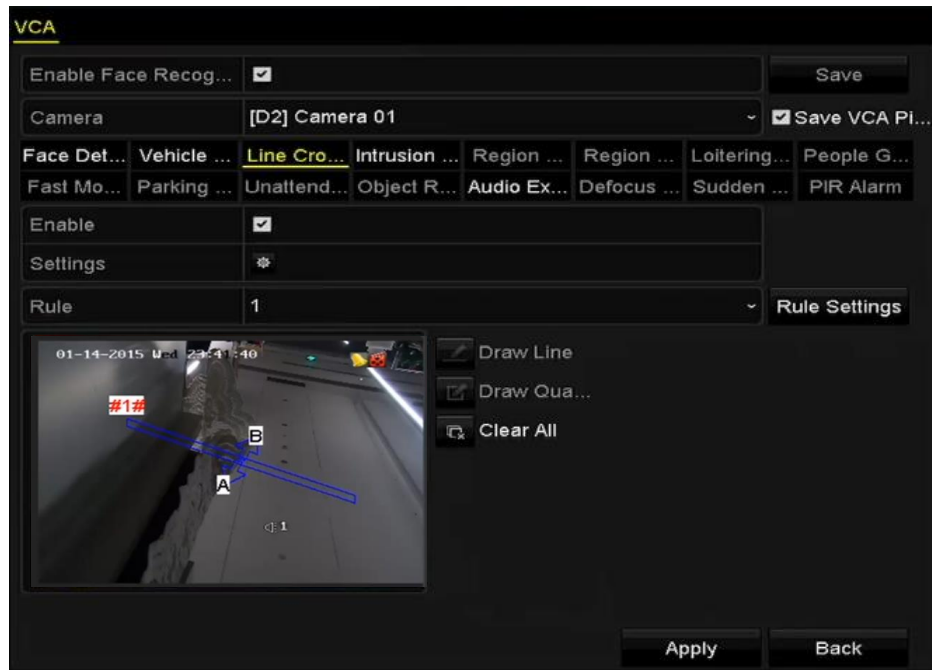 VCA
Enable Face Recog... Save
Camera [D2] Camera 01 Save VCA Pi...
Face Det... Vehicle ... Line Cro... Intrusion ... Region ... Region ... Loitering... People G...
Fast Mo... Parking ... Unattend... Object R... Audio Ex... Defocus ... Sudden ... PIR Alarm
Enable
Settings
Rule 1 Rule Settings
01-14-2015 Wed 23:41:40
Draw Line
Draw Qua...
#1#
B
Clear All
A
1
Apply Back